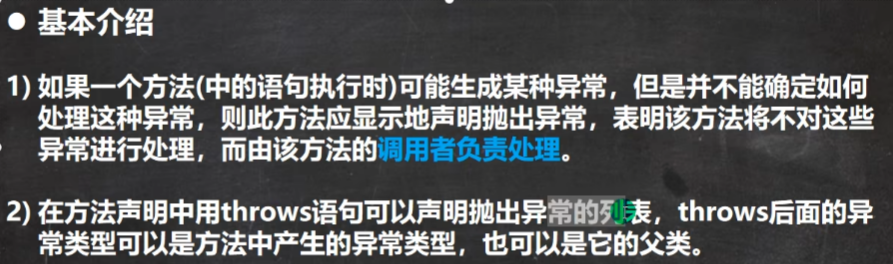 ● 基本介绍
1) 如果一个方法(中的语句执行时)可能生成某种异常，但是并不能确定如何
处理这种异常，则此方法应显示地声明抛出异常，表明该方法将不对这些
异常进行处理，而由该方法的调用者负责处理。
2) 在方法声明中用throws语句可以声明抛出异常的列表，throws后面的异
常类型可以是方法中产生的异常类型，也可以是它的父类。